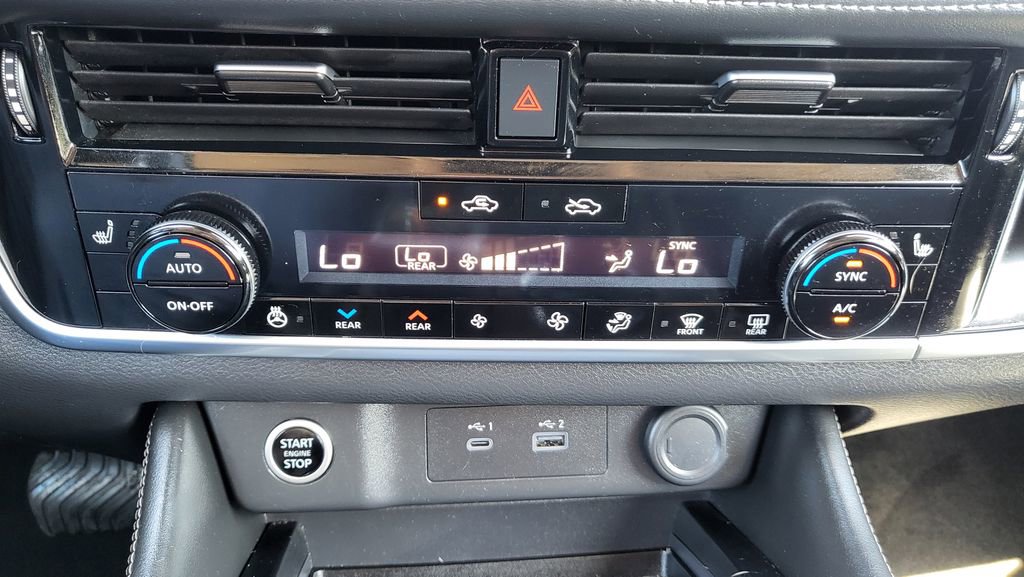 SYNC
Lo
Lo
REAR
Lo
AUTO
ON·OFF
REAR
REAR
FRONT
REAR
SYNC
A/C
1
2
START
ENGINE
STOP